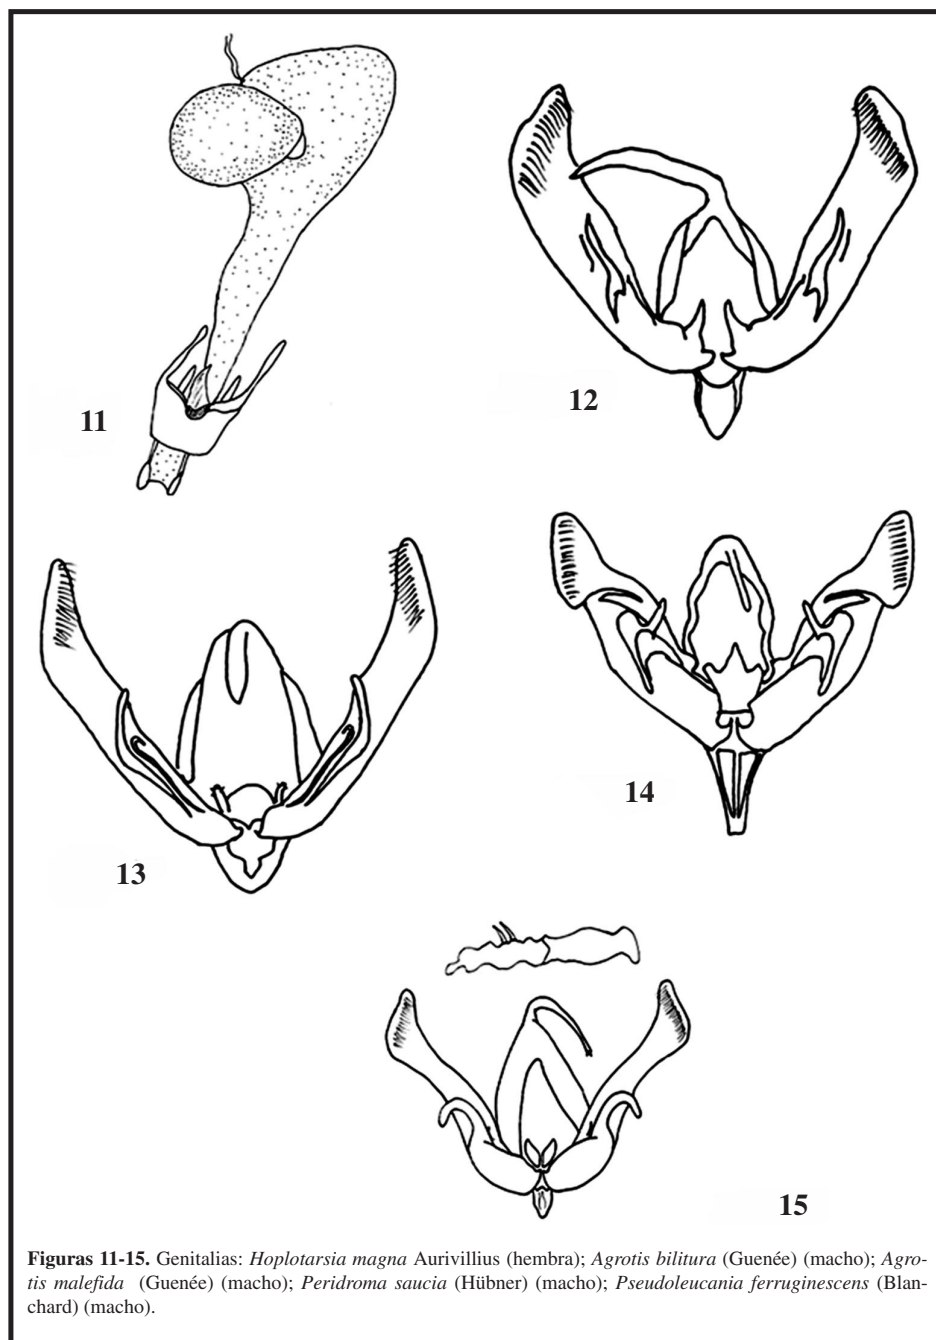 11
12
13
14
15
Figuras 11-15. Genitalias: Hoplotarsia magna Aurivillius (hembra); Agrotis bilitura (Guenée) (macho); Agro-
tis malefida (Guenée) (macho); Peridroma saucia (Hübner) (macho); Pseudoleucania ferruginescens (Blan-
chard) (macho).